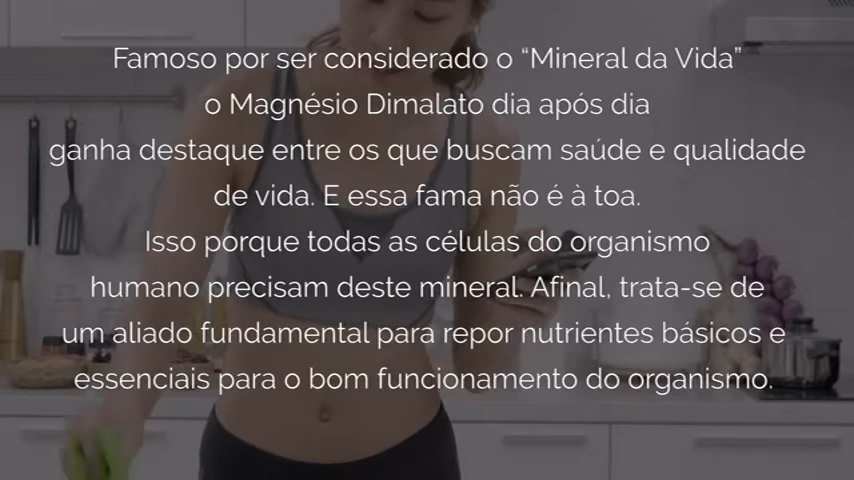 Famoso por ser considerado o “Mineral da Vida”
o Magnésio Dimalato dia após dia
ganha destaque entre os que buscam saúde e qualidade
de vida. E essa fama não é à toa.
Isso porque todas as células do organismo
humano precisam deste mineral. Afinal, trata-se de
um aliado fundamental para repor nutrientes básicos e
essenciais para o bom funcionamento do organismo.